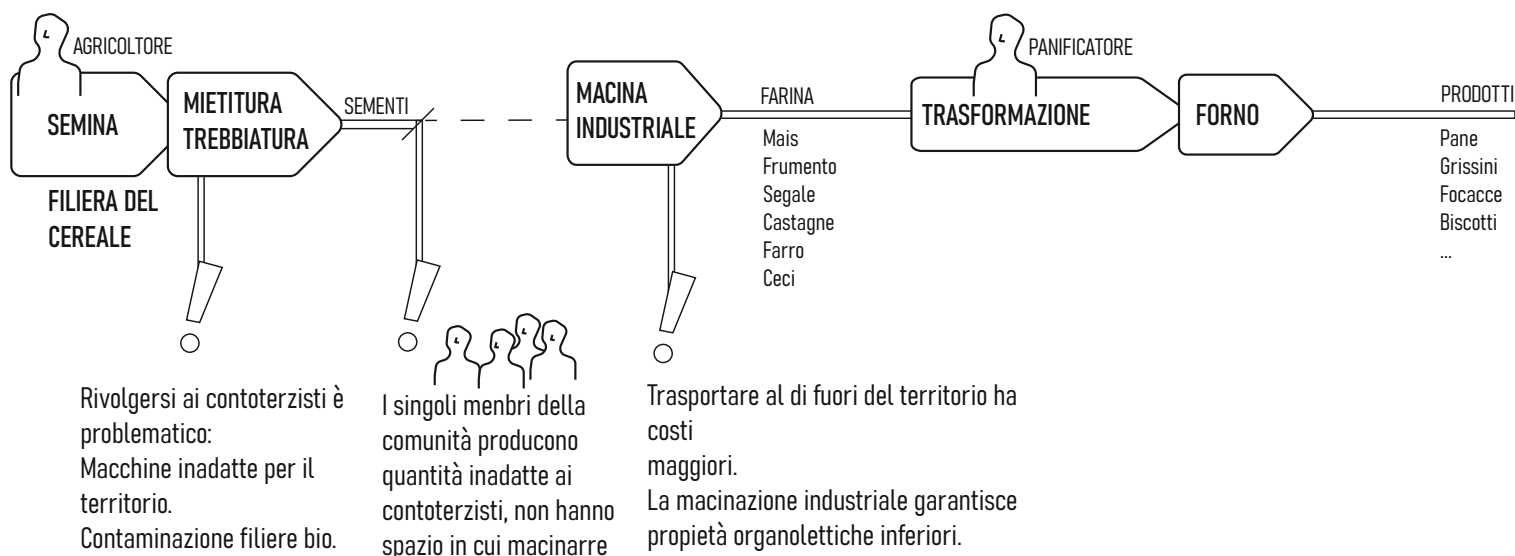 AGRICOLTORE
SEMINA
MIETITURA
TREBBIATURA
SEMENTI
FILIERA DEL
CEREALE
MACINA
INDUSTRIALE
FARINA
Mais
Frumento
Segale
Castagne
Farro
Ceci
PANIFICATORE
TRASFORMAZIONE
FORNO
PRODOTTI
Pane
Grissini
Focacce
Biscotti
...
Rivolgersi ai contoterzisti è
problematico:
Macchine inadatte per il
territorio.
Contaminazione filiere bio.
I singoli menbri della
comunità producono
quantità inadatte ai
contoterzisti, non hanno
spazio in cui macinarre
Trasportare al di fuori del territorio ha
costi
maggiori.
La macinazione industriale garantisce
propietà organolettiche inferiori.